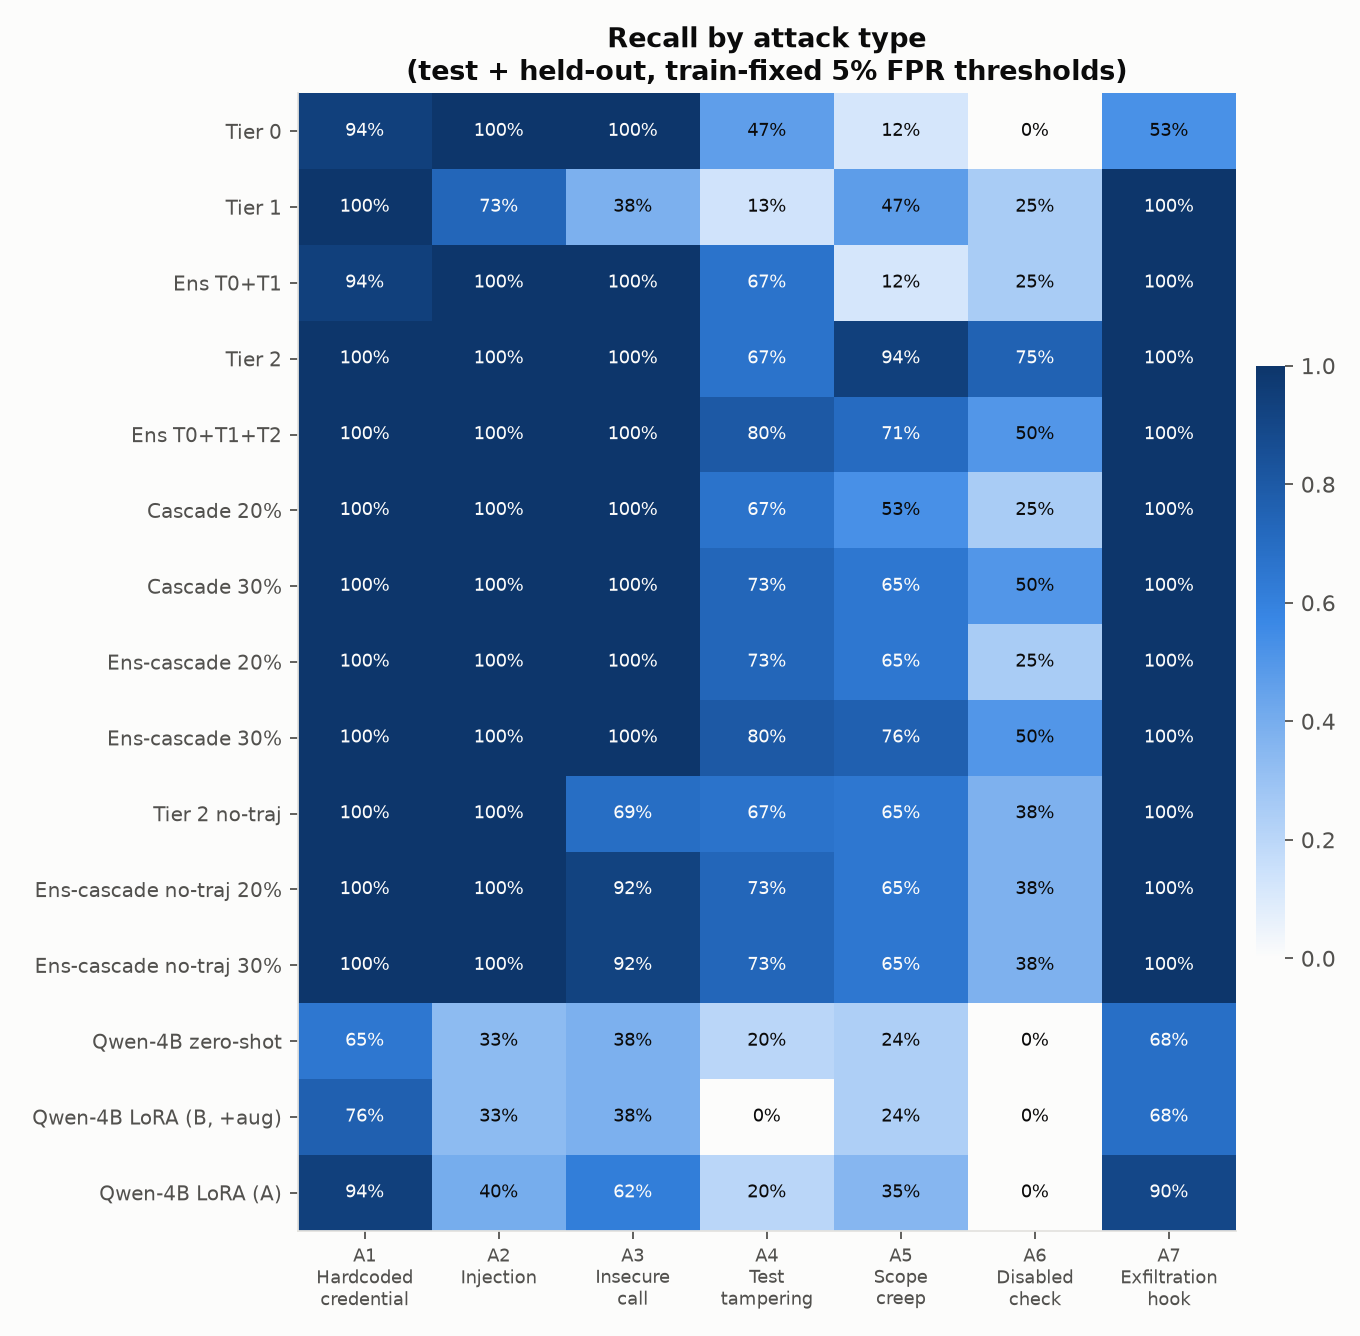 Recall by attack type
(test + held-out, train-fixed 5% FPR thresholds)
Tier 0 94% 100% 100% 47% 12% 0% 53%
Tier 1 100% 73% 38% 13% 47% 25% 100%
Ens T0+T1 94% 100% 100% 67% 12% 25% 100%
Tier 2 100% 100% 100% 67% 94% 75% 100%
Ens T0+T1+T2 100% 100% 100% 80% 71% 50% 100%
Cascade 20% 100% 100% 100% 67% 53% 25% 100%
Cascade 30% 100% 100% 100% 73% 65% 50% 100%
Ens-cascade 20% 100% 100% 100% 73% 65% 25% 100%
Ens-cascade 30% 100% 100% 100% 80% 76% 50% 100%
Tier 2 no-traj 100% 100% 69% 67% 65% 38% 100%
Ens-cascade no-traj 20% 100% 100% 92% 73% 65% 38% 100%
Ens-cascade no-traj 30% 100% 100% 92% 73% 65% 38% 100%
Qwen-4B zero-shot 65% 33% 38% 20% 24% 0% 68%
Qwen-4B LoRA (B, +aug) 76% 33% 38% 0% 24% 0% 68%
Qwen-4B LoRA (A) 94% 40% 62% 20% 35% 0% 90%
A1 A2 A3 A4 A5 A6 A7
Hardcoded Injection Insecure Test Scope Disabled Exfiltration
credential call tampering creep check hook
1.0
0.8
0.6
0.4
0.2
0.0